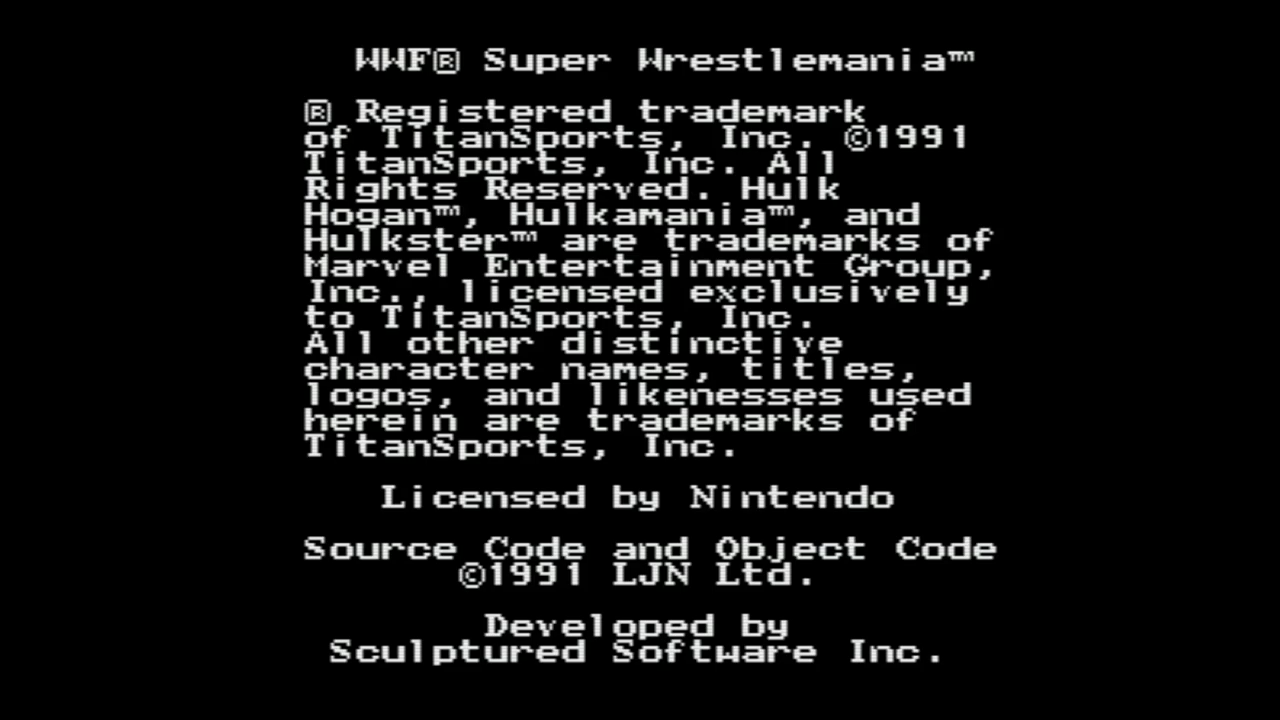 WWF® Super Wrestlemania™
® Registered trademark
of TitanSports, Inc. ©1991
TitanSports, Inc. All
Rights Reserved. Hulk
Hogan™, Hulkamania™, and
Hulkster™ are trademarks of
Marvel Entertainment Group,
Inc., licensed exclusively
to TitanSports, Inc.
All other distinctive
character names, titles,
logos, and likenesses used
herein are trademarks of
TitanSports, Inc.
Licensed by Nintendo
Source Code and Object Code
©1991 LJN Ltd.
Developed by
Sculptured Software Inc.